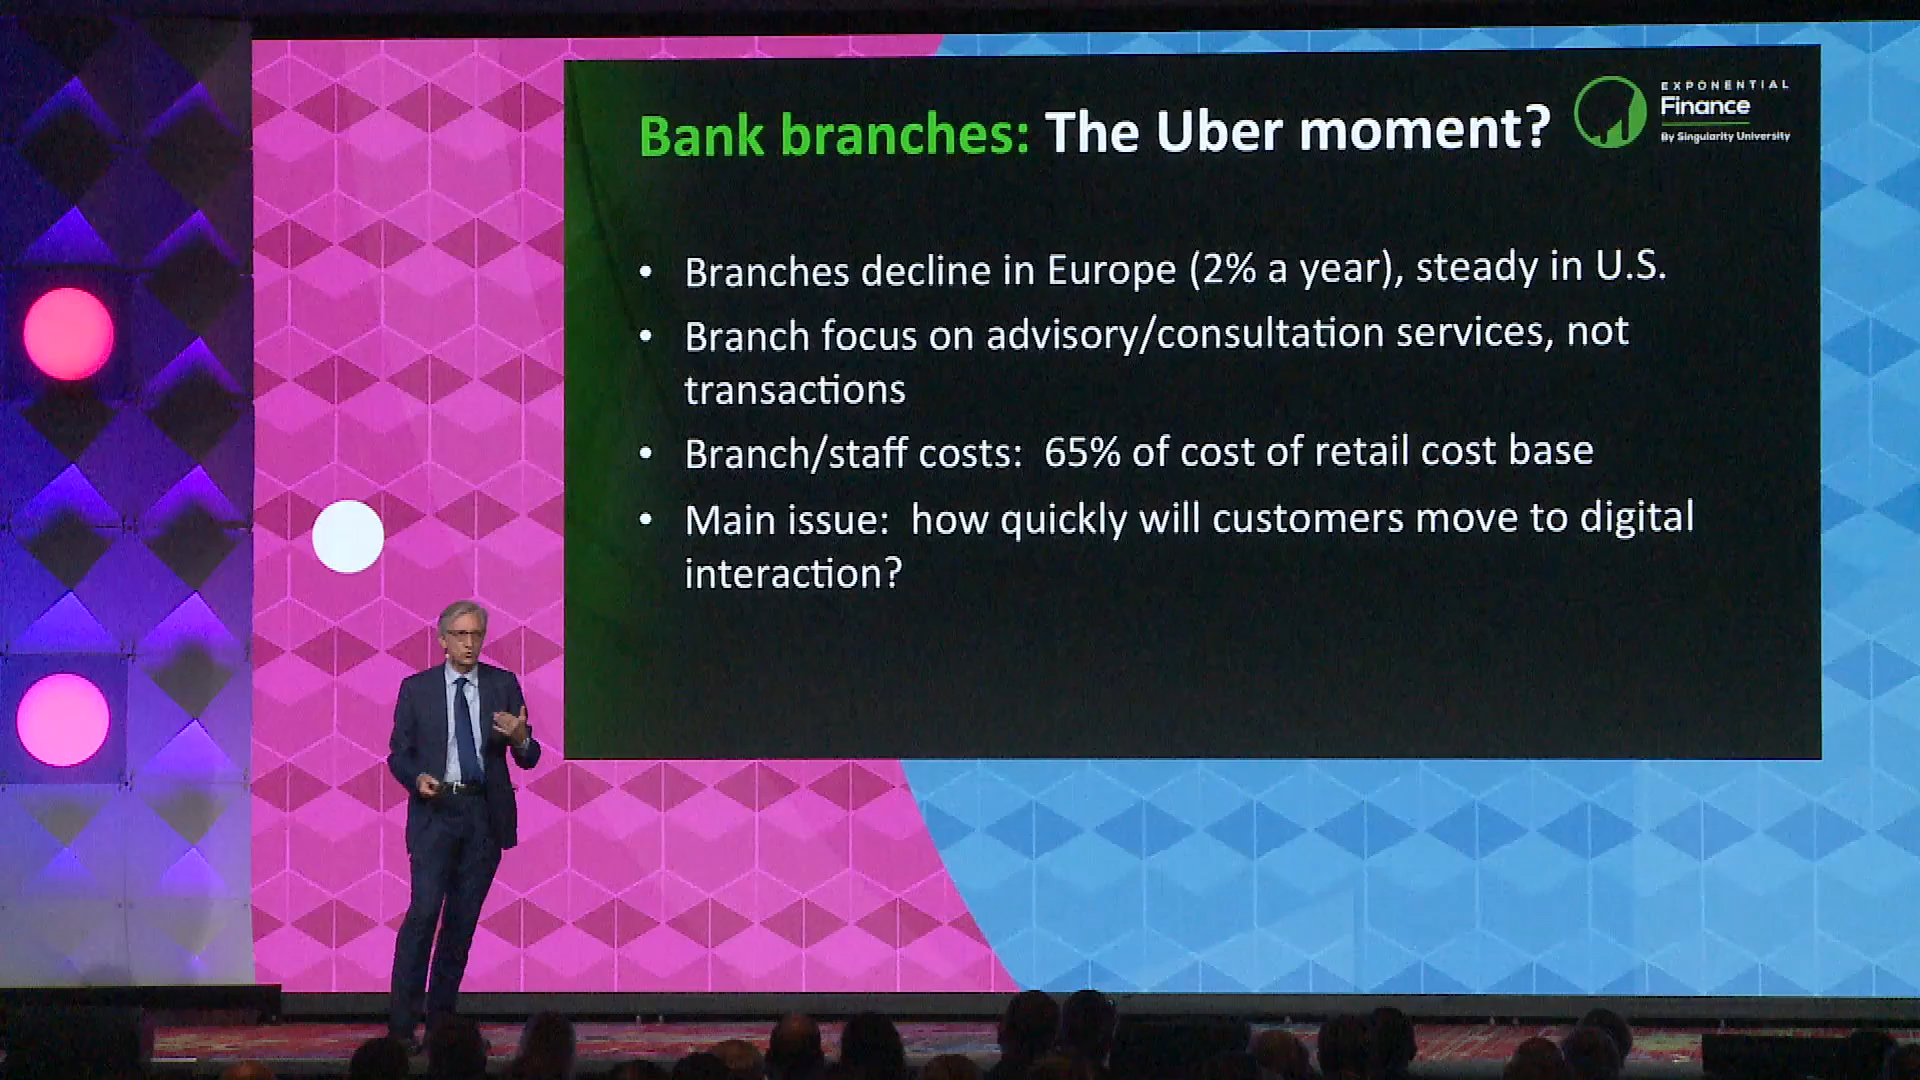 EXPONENTIAL
Finance
By Singularity University
Bank branches: The Uber moment?
• Branches decline in Europe (2% a year), steady in U.S.
• Branch focus on advisory/consultation services, not
transactions
• Branch/staff costs: 65% of cost of retail cost base
• Main issue: how quickly will customers move to digital
interaction?